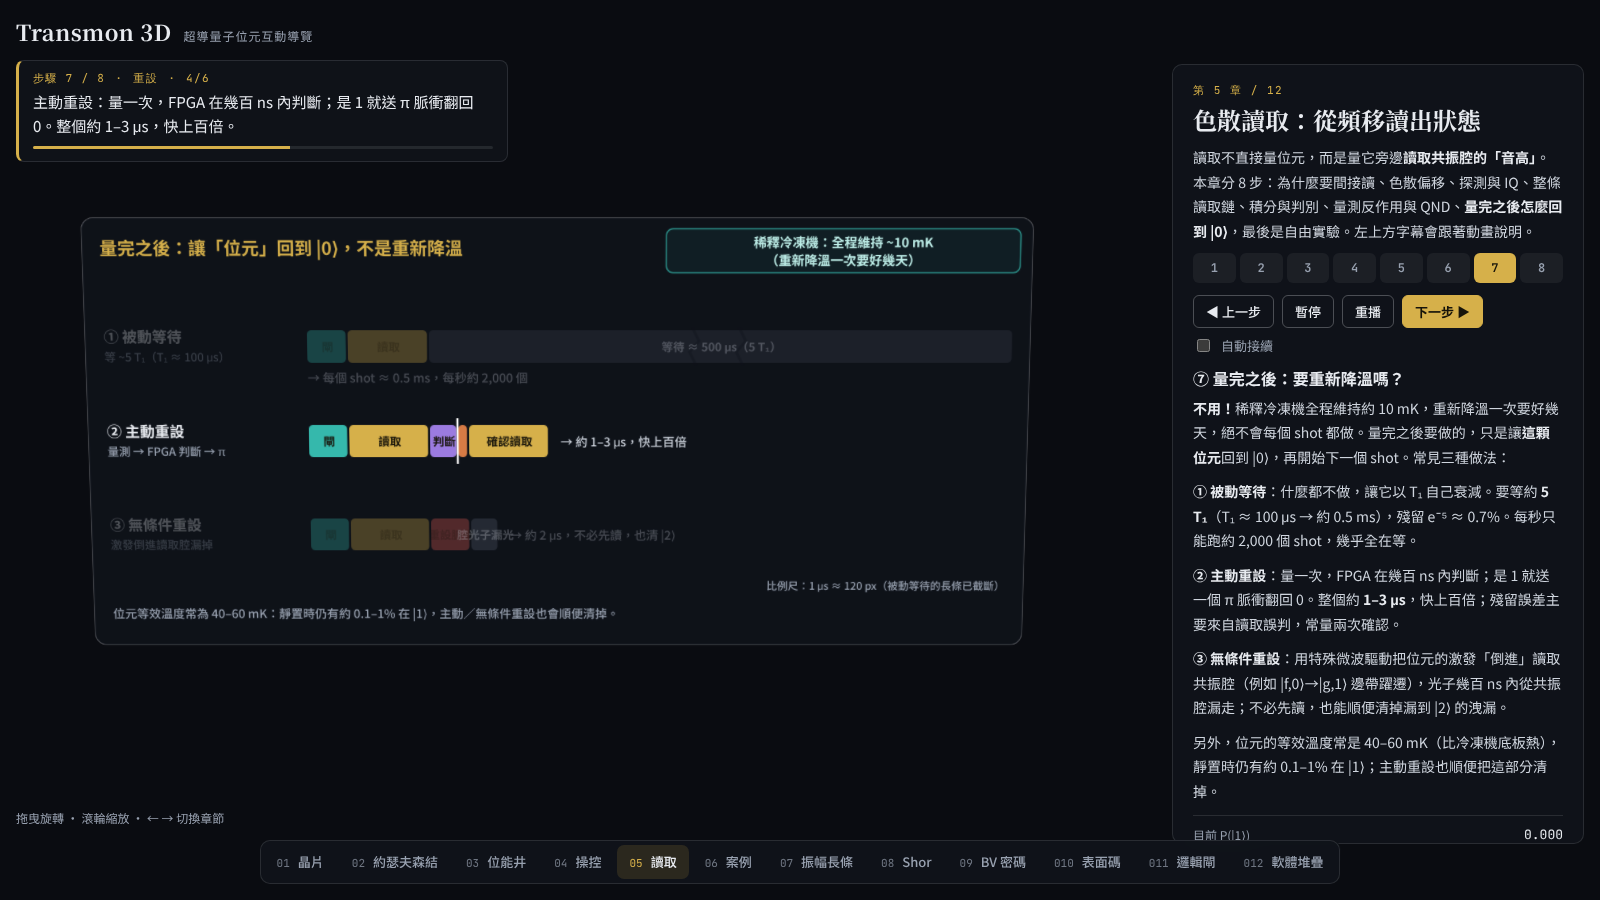 Transmon 3D 超導量子位元互動導覽
步驟 7 / 8 · 重設 · 4/6
主動重設：量一次，FPGA 在幾百 ns 內判斷；是 1 就送 π 脈衝翻回
0。整個約 1–3 μs，快上百倍。
量完之後：讓「位元」回到 |0⟩，不是重新降溫
稀釋冷凍機：全程維持 ~10 mK
（重新降溫一次要好幾天）
① 被動等待
等 ~5 T₁（T₁ ≈ 100 μs）
閘 讀取 等待 ≈ 500 μs（5 T₁）
→ 每個 shot ≈ 0.5 ms，每秒約 2,000 個
② 主動重設
量測 → FPGA 判斷 → π
閘 讀取 判斷 確認讀取 → 約 1–3 μs，快上百倍
③ 無條件重設
激發倒進讀取腔漏掉
閘 讀取 腔光子漏光 → 約 2 μs，不必先讀，也清 |2⟩
比例尺：1 μs ≈ 120 px（被動等待的長條已截斷）
位元等效溫度常為 40–60 mK：靜置時仍有約 0.1–1% 在 |1⟩，主動／無條件重設也會順便清掉。
第 5 章 / 12
色散讀取：從頻移讀出狀態
讀取不直接量位元，而是量它旁邊讀取共振腔的「音高」。
本章分 8 步：為什麼要間接讀、色散偏移、探測與 IQ、整條
讀取鏈、積分與判別、量測反作用與 QND、量完之後怎麼回
到 |0⟩，最後是自由實驗。左上方字幕會跟著動畫說明。
1 2 3 4 5 6 7 8
◀ 上一步 暫停 重播 下一步 ▶
自動接續
⑦ 量完之後：要重新降溫嗎？
不用！稀釋冷凍機全程維持約 10 mK，重新降溫一次要好幾
天，絕不會每個 shot 都做。量完之後要做的，只是讓這顆
位元回到 |0⟩，再開始下一個 shot。常見三種做法：
① 被動等待：什麼都不做，讓它以 T₁ 自己衰減。要等約 5
T₁（T₁ ≈ 100 μs → 約 0.5 ms），殘留 e⁻⁵ ≈ 0.7%。每秒只
能跑約 2,000 個 shot，幾乎全在等。
② 主動重設：量一次，FPGA 在幾百 ns 內判斷；是 1 就送
一個 π 脈衝翻回 0。整個約 1–3 μs，快上百倍；殘留誤差主
要來自讀取誤判，常量兩次確認。
③ 無條件重設：用特殊微波驅動把位元的激發「倒進」讀取
共振腔（例如 |f,0⟩→|g,1⟩ 邊帶躍遷），光子幾百 ns 內從共振
腔漏走；不必先讀，也能順便清掉漏到 |2⟩ 的洩漏。
另外，位元的等效溫度常是 40–60 mK（比冷凍機底板熱），
靜置時仍有約 0.1–1% 在 |1⟩；主動重設也順便把這部分清
掉。
目前 P(|1⟩) 0.000
拖曳旋轉 · 滾輪縮放 · ← → 切換章節
01 晶片 02 約瑟夫森結 03 位能井 04 操控 05 讀取 06 案例 07 振幅長條 08 Shor 09 BV 密碼 010 表面碼 011 邏輯閘 012 軟體堆疊